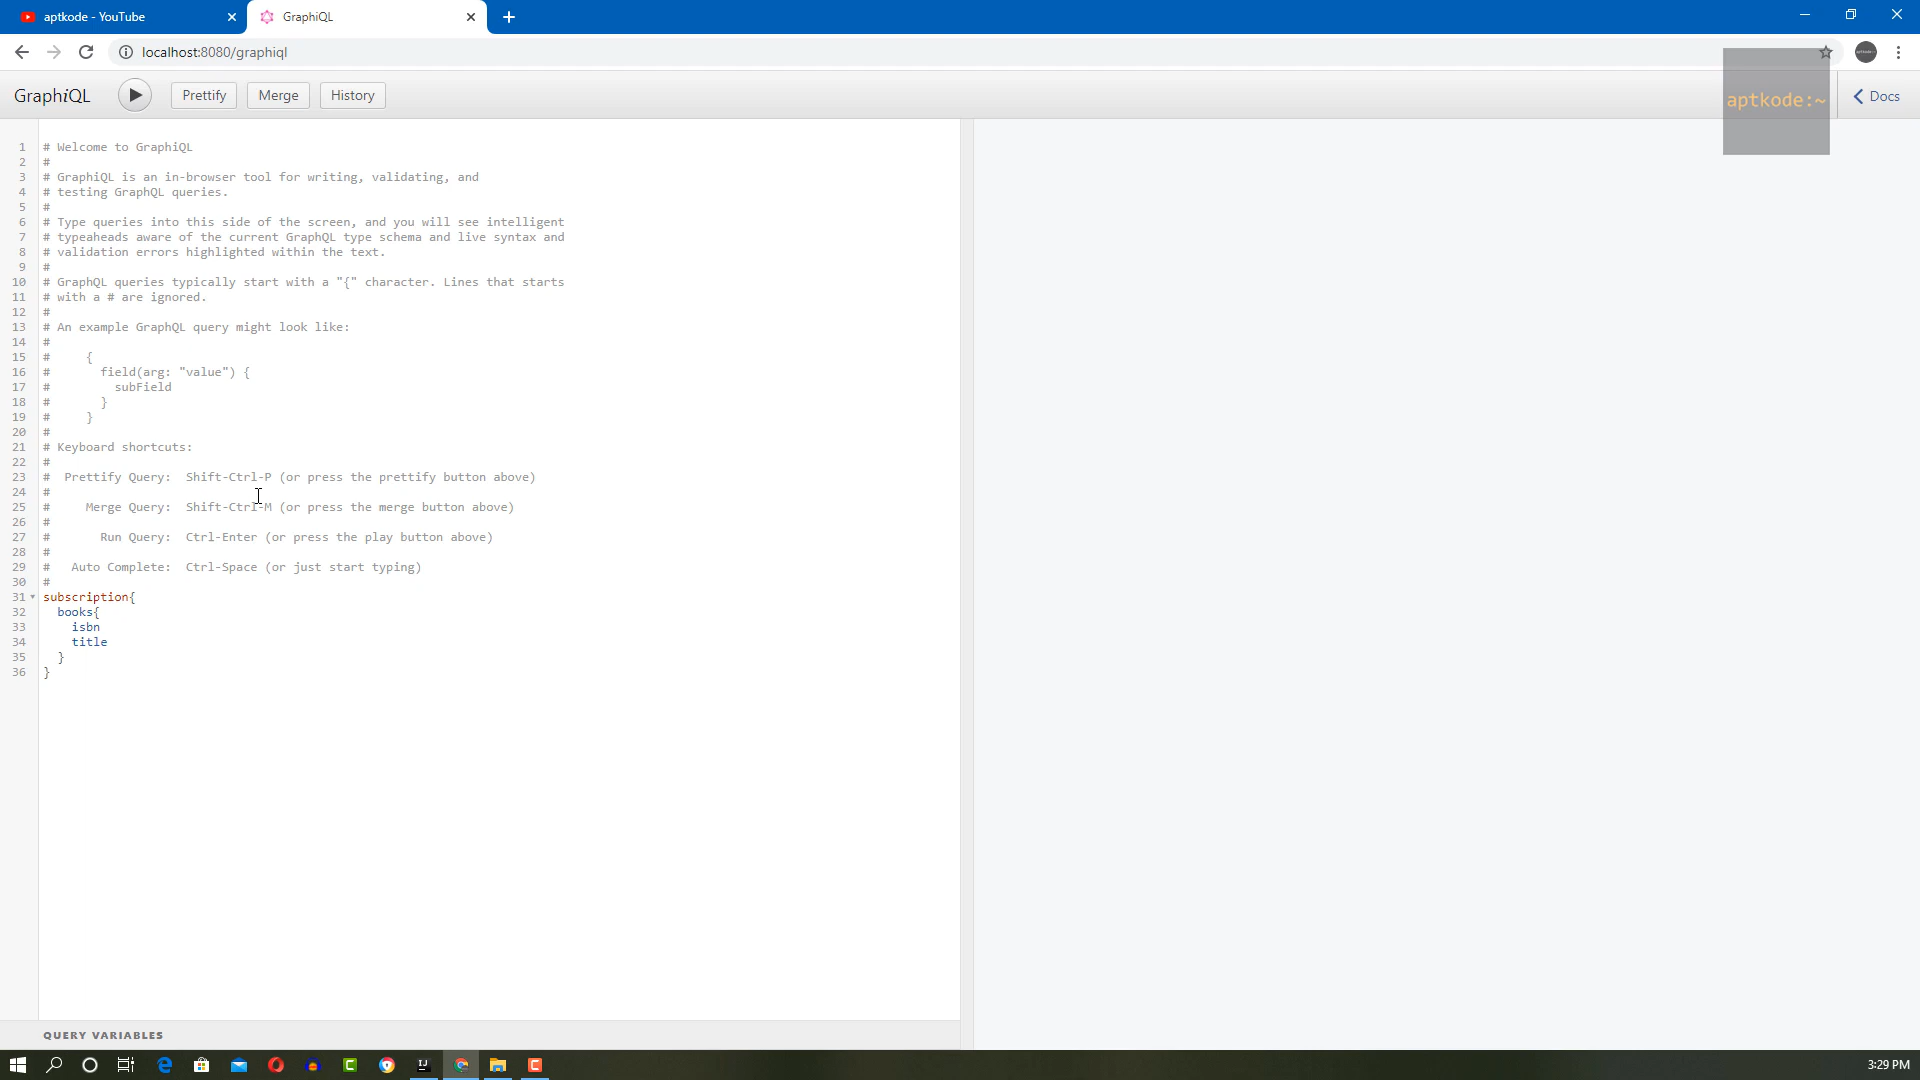 aptkode - YouTube
GraphiQL
localhost:8080/graphiql
GraphiQL
Prettify
Merge
History
aptkode:~
Docs
1 # Welcome to GraphiQL
2 #
3 # GraphiQL is an in-browser tool for writing, validating, and
4 # testing GraphQL queries.
5 #
6 # Type queries into this side of the screen, and you will see intelligent
7 # typeaheads aware of the current GraphQL type schema and live syntax and
8 # validation errors highlighted within the text.
9 #
10 # GraphQL queries typically start with a "{" character. Lines that starts
11 # with a # are ignored.
12 #
13 # An example GraphQL query might look like:
14 #
15 #     {
16 #       field(arg: "value") {
17 #         subField
18 #       }
19 #     }
20 #
21 # Keyboard shortcuts:
22 #
23 #  Prettify Query:  Shift-Ctrl-P (or press the prettify button above)
24 #
25 #     Merge Query:  Shift-Ctrl-M (or press the merge button above)
26 #
27 #       Run Query:  Ctrl-Enter (or press the play button above)
28 #
29 #   Auto Complete:  Ctrl-Space (or just start typing)
30 #
31 subscription{
32   books{
33     isbn
34     title
35   }
36 }
QUERY VARIABLES
3:29 PM